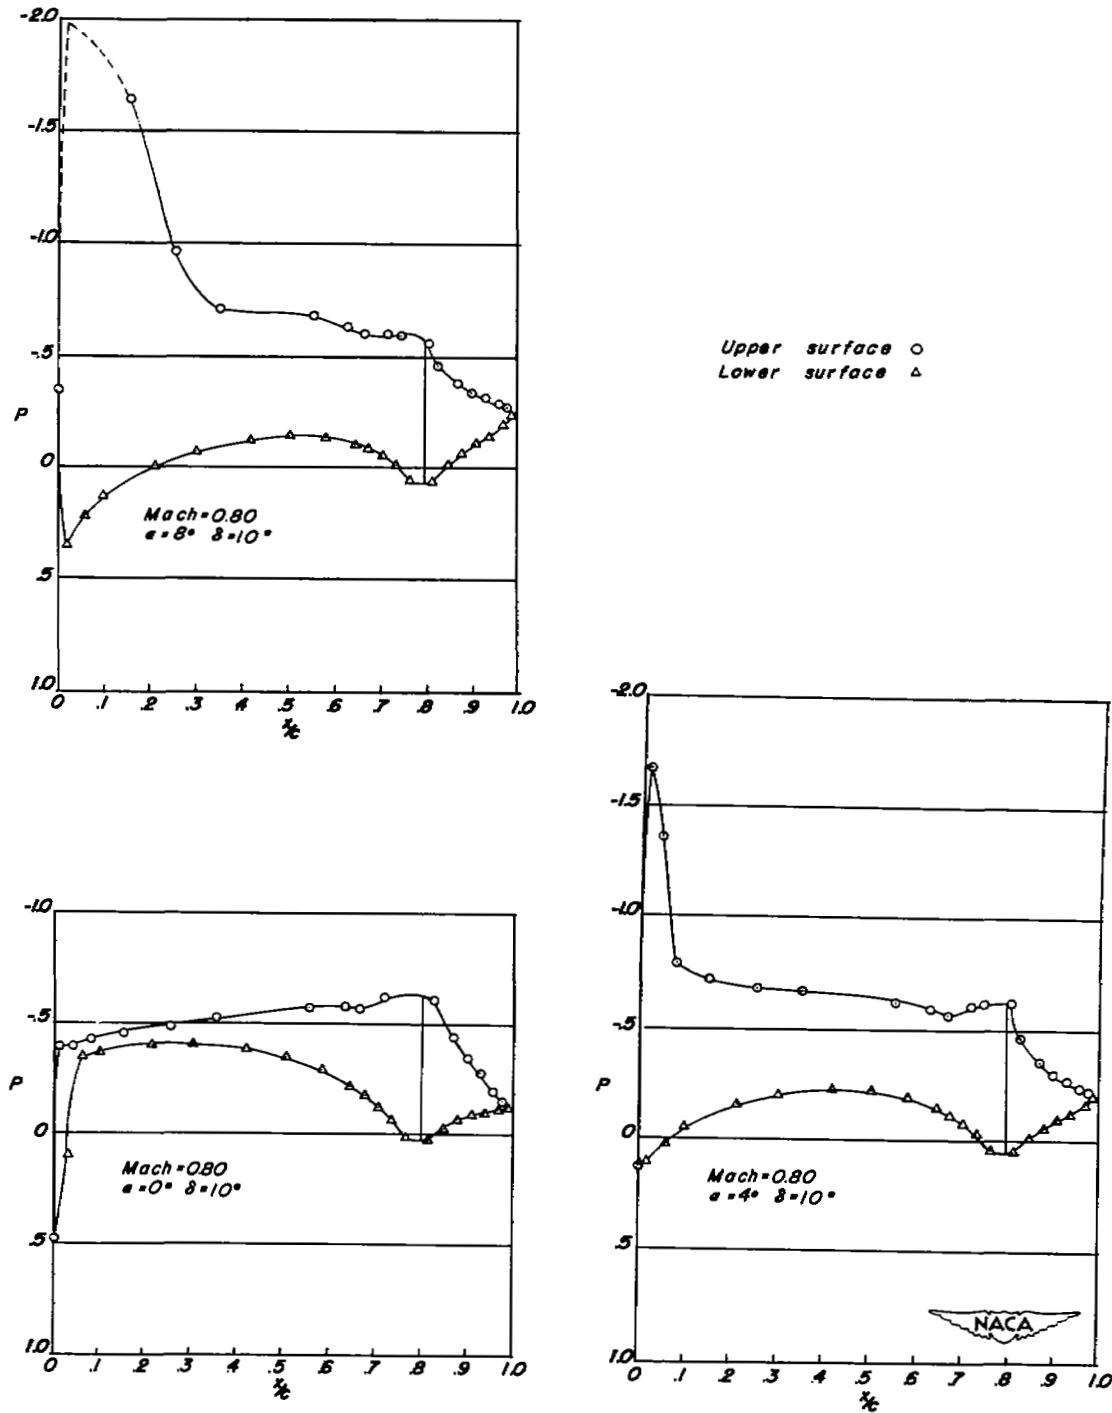 -2.0
-1.5
-1.0
-.5
P
0
.5
1.0
0 .1 .2 .3 .4 .5 .6 .7 .8 .9 1.0
x/c
Mach=0.80
α=8° δ=10°
Upper surface ○
Lower surface △
-1.0
-.5
P
0
.5
1.0
0 .1 .2 .3 .4 .5 .6 .7 .8 .9 1.0
x/c
Mach=0.80
α=0° δ=10°
-2.0
-1.5
-1.0
-.5
P
0
.5
1.0
0 .1 .2 .3 .4 .5 .6 .7 .8 .9 1.0
x/c
Mach=0.80
α=4° δ=10°
NACA